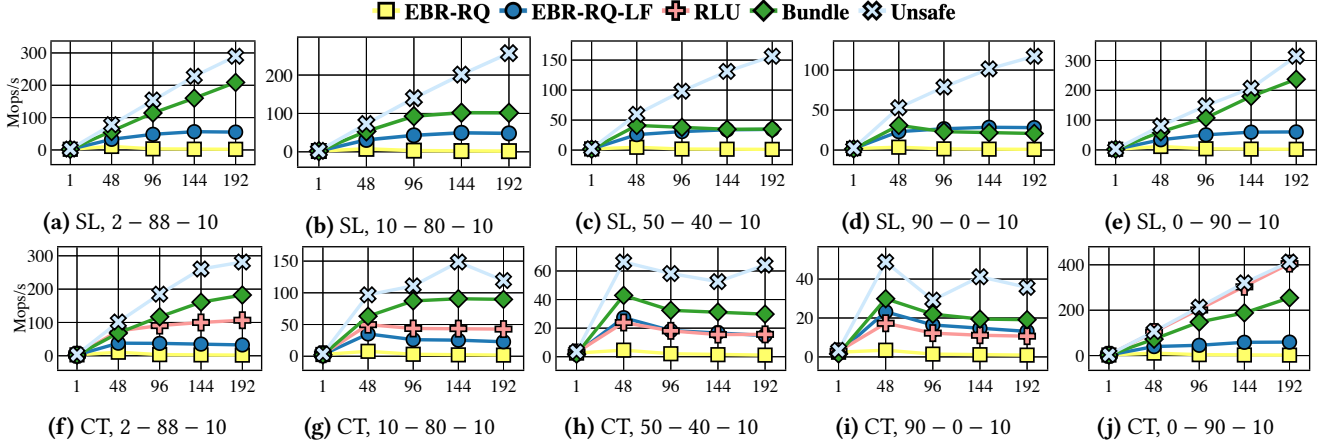 EBR-RQ EBR-RQ-LF RLU Bundle Unsafe
Mops/s
300
200
100
0
1 48 96 144 192
(a) SL, 2 − 88 − 10
200
100
0
1 48 96 144 192
(b) SL, 10 − 80 − 10
150
100
50
0
1 48 96 144 192
(c) SL, 50 − 40 − 10
100
50
0
1 48 96 144 192
(d) SL, 90 − 0 − 10
300
200
100
0
1 48 96 144 192
(e) SL, 0 − 90 − 10
Mops/s
300
200
100
0
1 48 96 144 192
(f) CT, 2 − 88 − 10
150
100
50
0
1 48 96 144 192
(g) CT, 10 − 80 − 10
60
40
20
0
1 48 96 144 192
(h) CT, 50 − 40 − 10
40
20
0
1 48 96 144 192
(i) CT, 90 − 0 − 10
400
200
0
1 48 96 144 192
(j) CT, 0 − 90 − 10